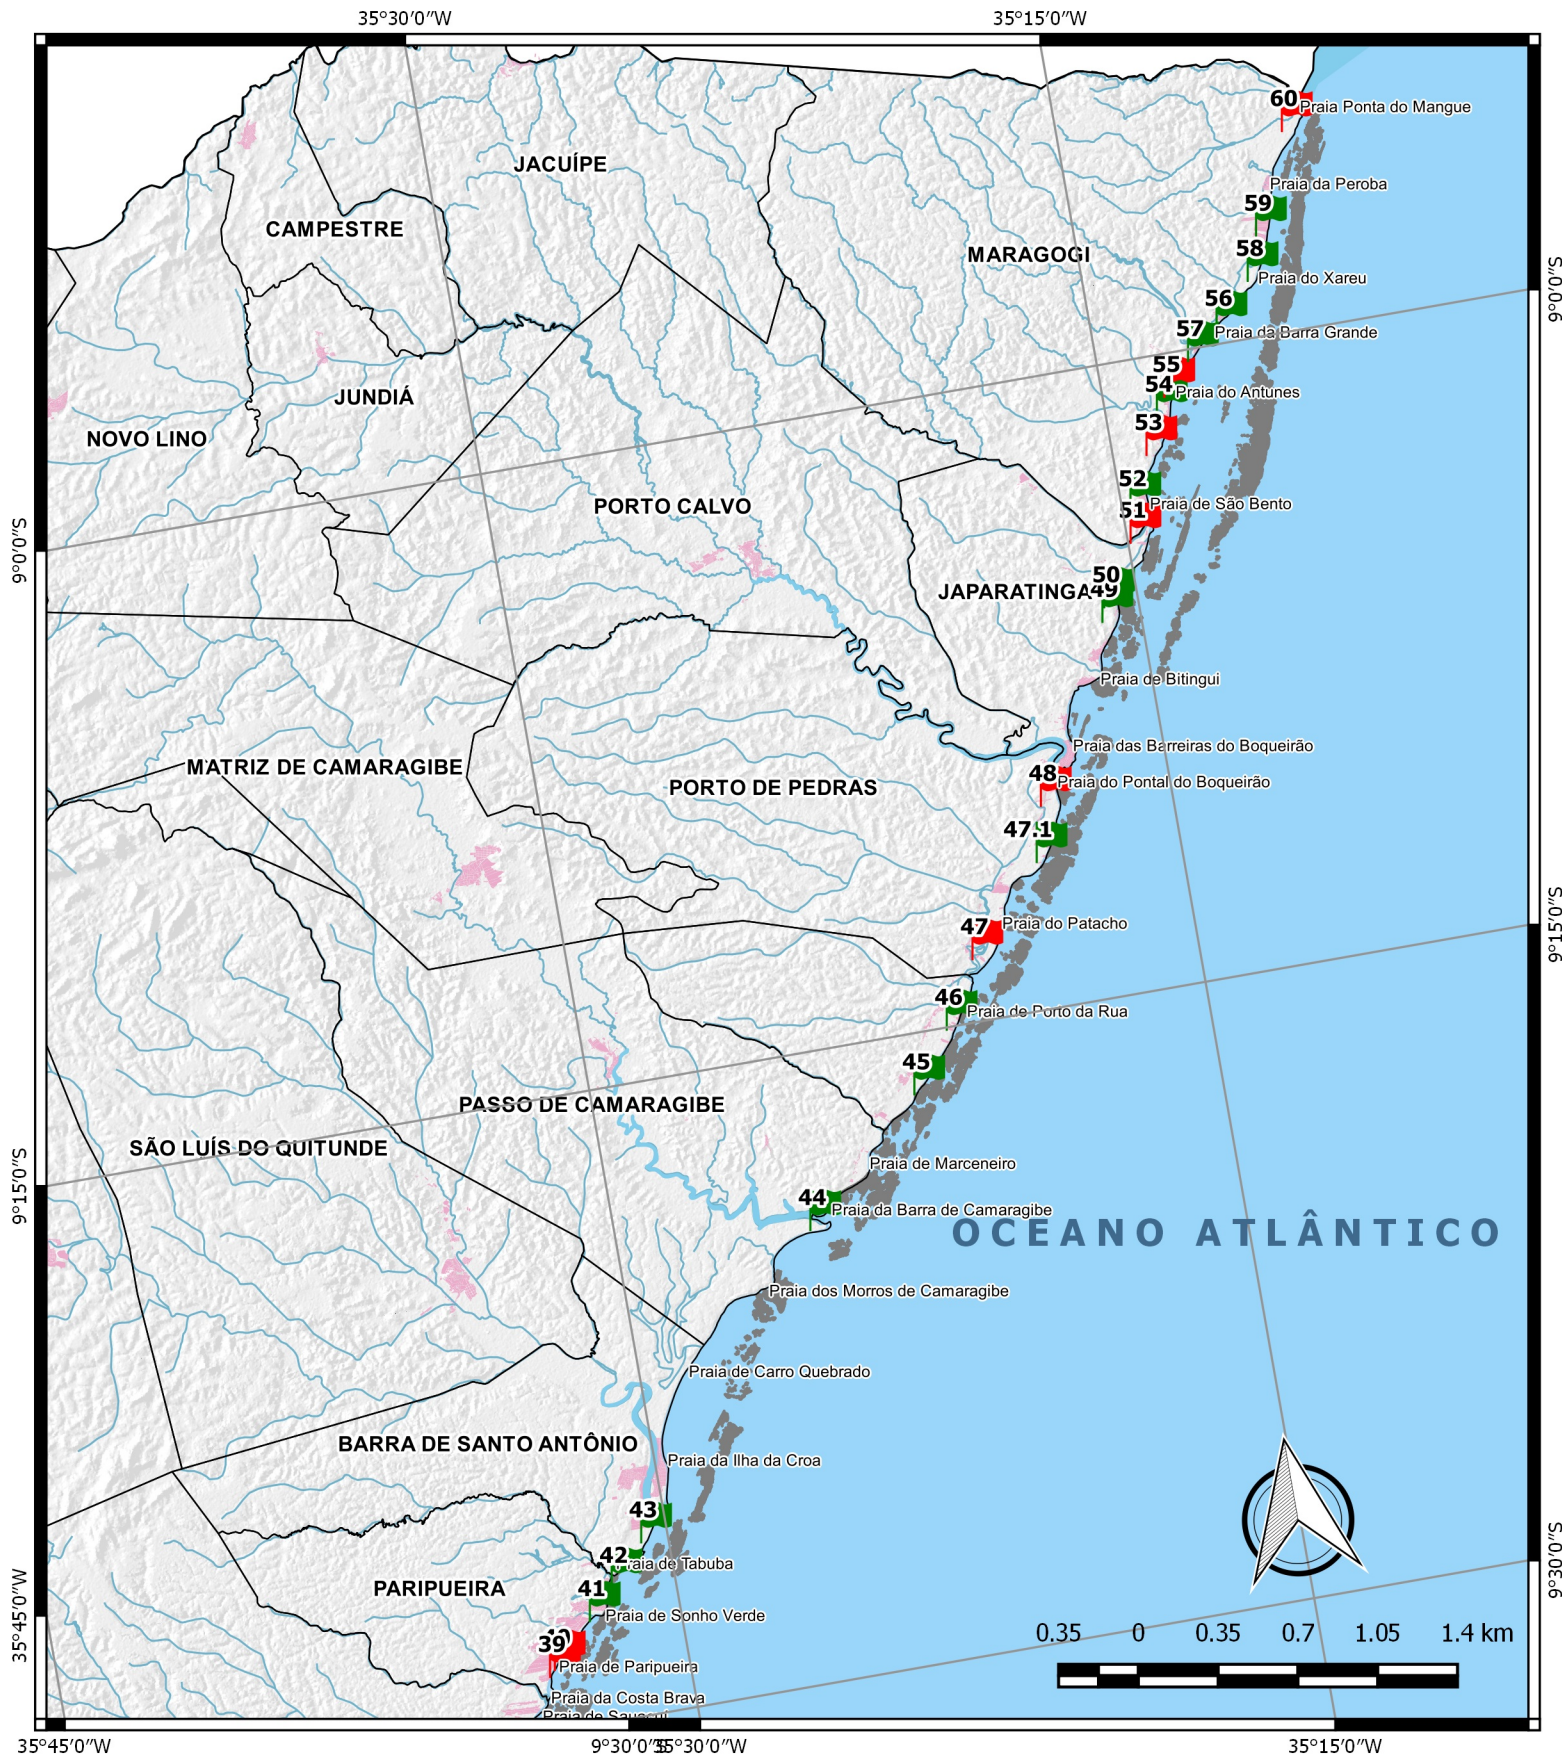 35°30′0″W
35°15′0″W
60
Praia Ponta do Mangue
JACUÍPE
Praia da Peroba
59
CAMPESTRE
58
MARAGOGI
Praia do Xareu
9°0′0″S
56
57
Praia da Barra Grande
55
54
Praia do Antunes
JUNDIÁ
53
NOVO LINO
52
Praia de São Bento
51
PORTO CALVO
9°0′0″S
50
JAPARATINGA
49
Praia de Bitingui
Praia das Barreiras do Boqueirão
MATRIZ DE CAMARAGIBE
48
Praia do Pontal do Boqueirão
PORTO DE PEDRAS
47.1
47
Praia do Patacho
9°15′0″S
46
Praia de Porto da Rua
45
PASSO DE CAMARAGIBE
SÃO LUÍS DO QUITUNDE
Praia de Marceneiro
9°15′0″S
44
Praia da Barra de Camaragibe
OCEANO ATLÂNTICO
Praia dos Morros de Camaragibe
Praia de Carro Quebrado
BARRA DE SANTO ANTÔNIO
Praia da Ilha da Croa
43
9°30′0″S
42
Praia de Tabuba
PARIPUEIRA
41
Praia de Sonho Verde
35°45′0″W
39
0.35 0 0.35 0.7 1.05 1.4 km
Praia de Paripueira
Praia da Costa Brava
35°45′0″W
9°30′0″S
35°30′0″W
35°15′0″W